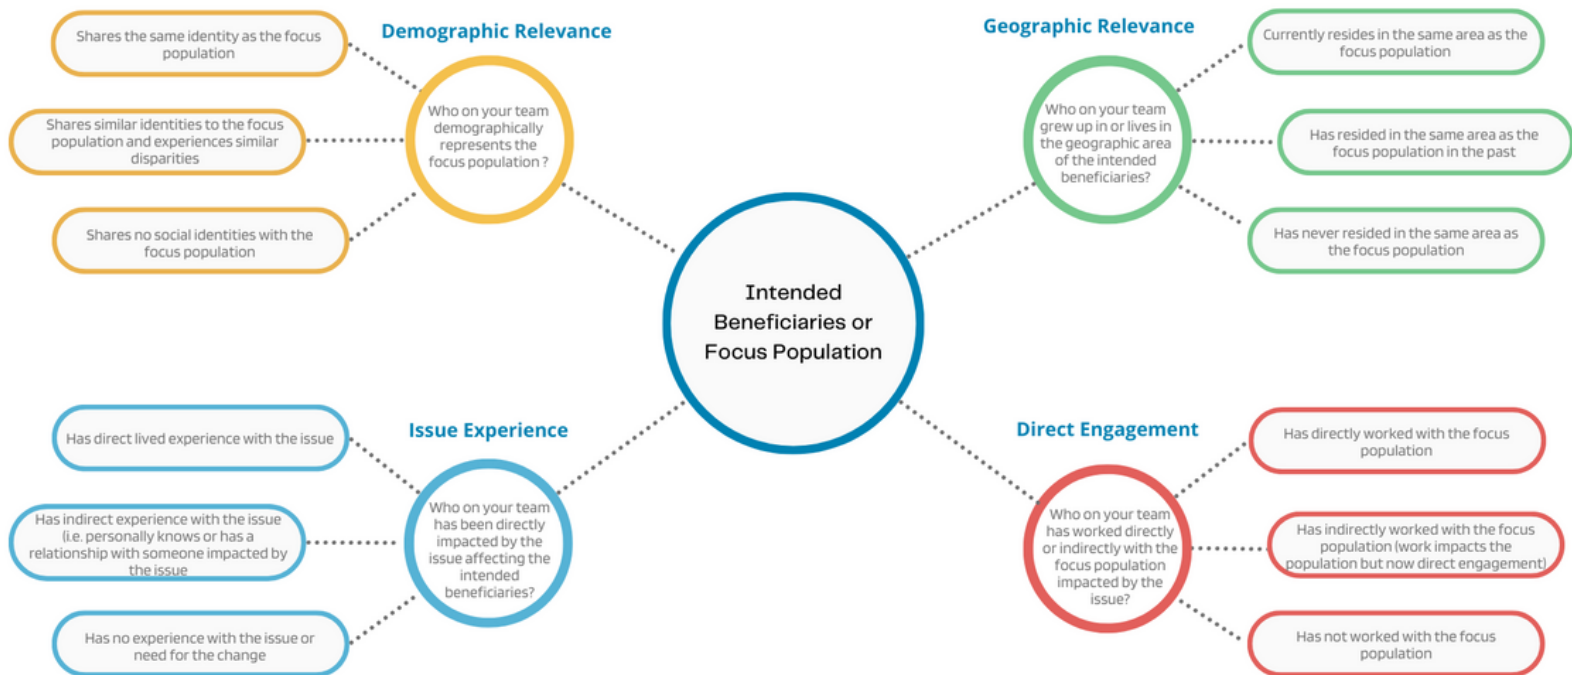 Demographic Relevance
Shares the same identity as the focus
population
Shares similar identities to the focus
population and experiences similar
disparities
Shares no social identities with the
focus population
Who on your team
demographically
represents the
focus population ?
Geographic Relevance
Who on your team
grew up in or lives in
the geographic area
of the intended
beneficiaries?
Currently resides in the same area as the
focus population
Has resided in the same area as the
focus population in the past
Has never resided in the same area as
the focus population
Intended
Beneficiaries or
Focus Population
Issue Experience
Has direct lived experience with the issue
Has indirect experience with the issue
(i.e. personally knows or has a
relationship with someone impacted by
the issue
Has no experience with the issue or
need for the change
Who on your team
has been directly
impacted by the
issue affecting the
intended
beneficiaries?
Direct Engagement
Who on your team
has worked directly
or indirectly with the
focus population
impacted by the
issue?
Has directly worked with the focus
population
Has indirectly worked with the focus
population (work impacts the
population but now direct engagement)
Has not worked with the focus
population